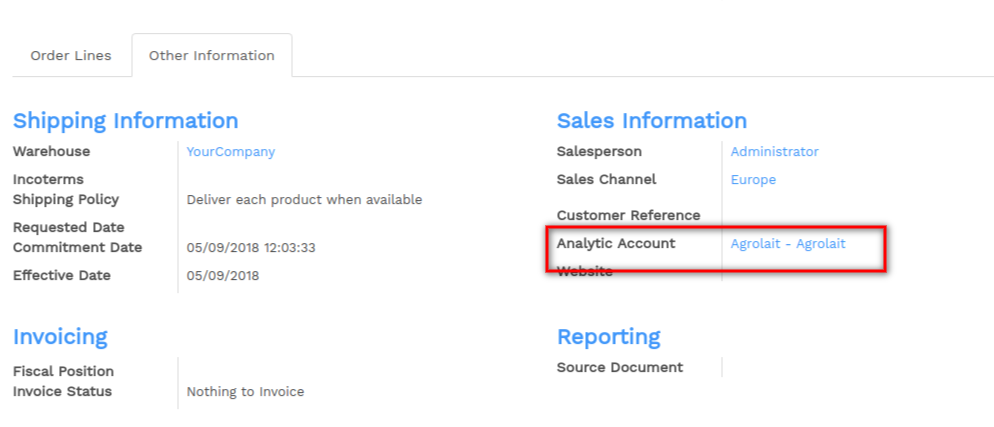 Order Lines
Other Information
Shipping Information
Warehouse YourCompany
Incoterms
Shipping Policy Deliver each product when available
Requested Date
Commitment Date 05/09/2018 12:03:33
Effective Date 05/09/2018
Sales Information
Salesperson Administrator
Sales Channel Europe
Customer Reference
Analytic Account Agrolait - Agrolait
Website
Invoicing
Fiscal Position
Invoice Status Nothing to Invoice
Reporting
Source Document